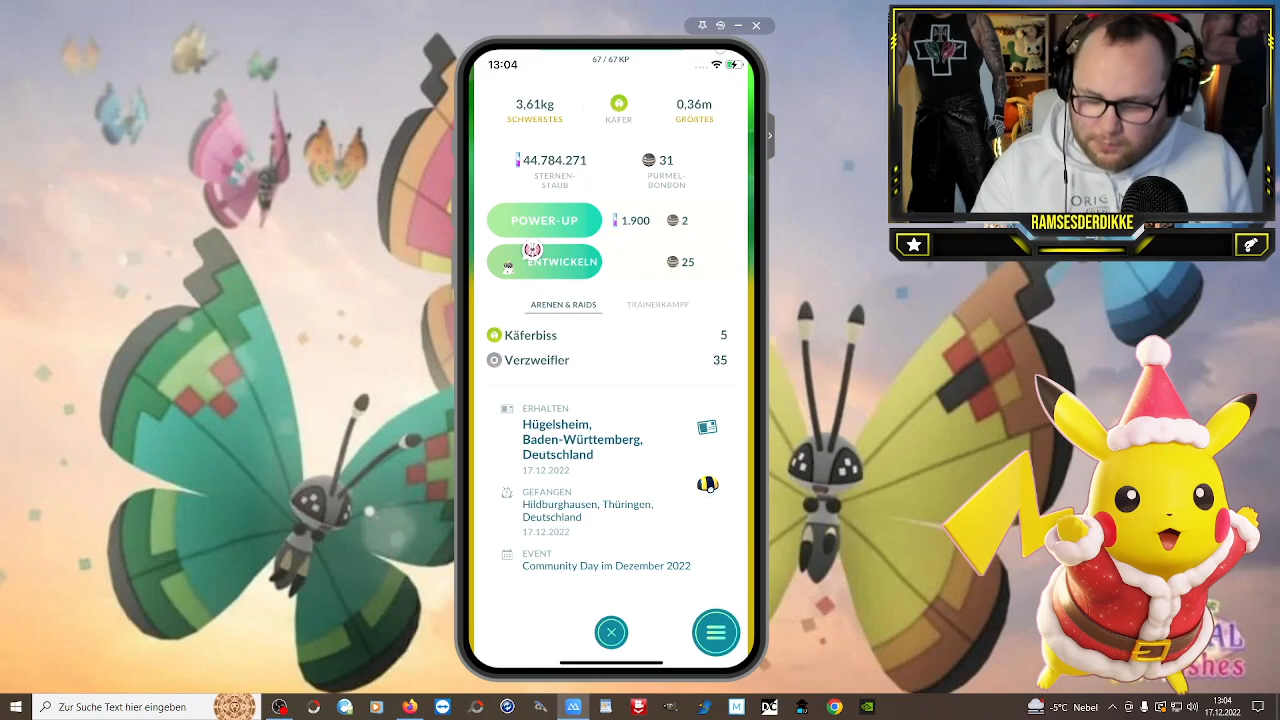 13:04
67 / 67 KP
3,61kg
SCHWERSTES
KÄFER
0,36m
GRÖßTES
44.784.271
STERNEN-
STAUB
31
PURMEL-
BONBON
POWER-UP
1.900
2
ENTWICKELN
25
ARENEN & RAIDS
TRAINERKAMPF
Käferbiss
5
Verzweifler
35
ERHALTEN
Hügelsheim,
Baden-Württemberg,
Deutschland
17.12.2022
GEFANGEN
Hildburghausen, Thüringen,
Deutschland
17.12.2022
EVENT
Community Day im Dezember 2022
RAMSESDERDIKKE
Zur Suche Text hier eingeben
5°C Nebel
13:04
17.12.2022